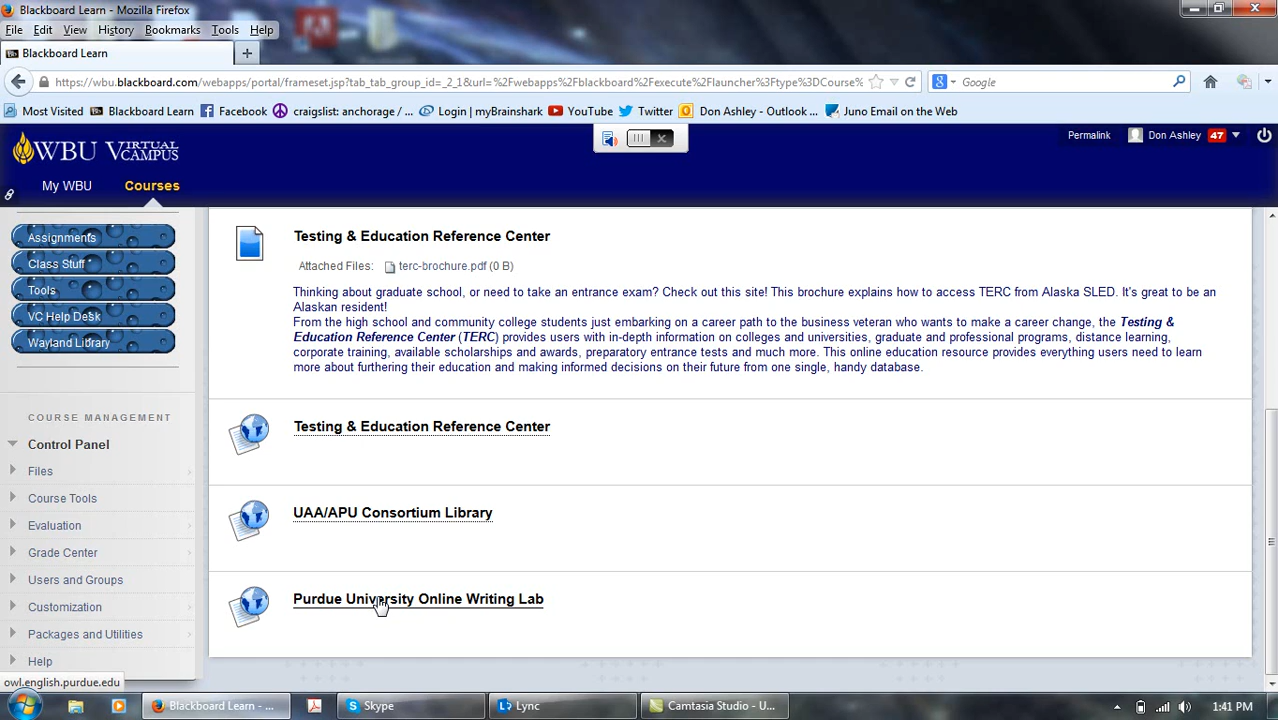 Blackboard Learn - Mozilla Firefox
File Edit View History Bookmarks Tools Help
Blackboard Learn +
https://wbu.blackboard.com/webapps/portal/frameset.jsp?tab_tab_group_id=_2_1&url=%2Fwebapps%2Fblackboard%2Fexecute%2Flauncher%3Ftype%3DCourse% Google
Most Visited Blackboard Learn Facebook craigslist: anchorage / ... Login | myBrainshark YouTube Twitter Don Ashley - Outlook ... Juno Email on the Web
WBU VIRTUAL CAMPUS
Permalink Don Ashley 47
My WBU Courses
Assignments
Class Stuff
Tools
VC Help Desk
Wayland Library
COURSE MANAGEMENT
Control Panel
Files
Course Tools
Evaluation
Grade Center
Users and Groups
Customization
Packages and Utilities
Help
owl.english.purdue.edu
Testing & Education Reference Center
Attached Files: terc-brochure.pdf (0 B)
Thinking about graduate school, or need to take an entrance exam? Check out this site! This brochure explains how to access TERC from Alaska SLED. It's great to be an
Alaskan resident!
From the high school and community college students just embarking on a career path to the business veteran who wants to make a career change, the Testing &
Education Reference Center (TERC) provides users with in-depth information on colleges and universities, graduate and professional programs, distance learning,
corporate training, available scholarships and awards, preparatory entrance tests and much more. This online education resource provides everything users need to learn
more about furthering their education and making informed decisions on their future from one single, handy database.
Testing & Education Reference Center
UAA/APU Consortium Library
Purdue University Online Writing Lab
Blackboard Learn - ... Skype Lync Camtasia Studio - U... 1:41 PM